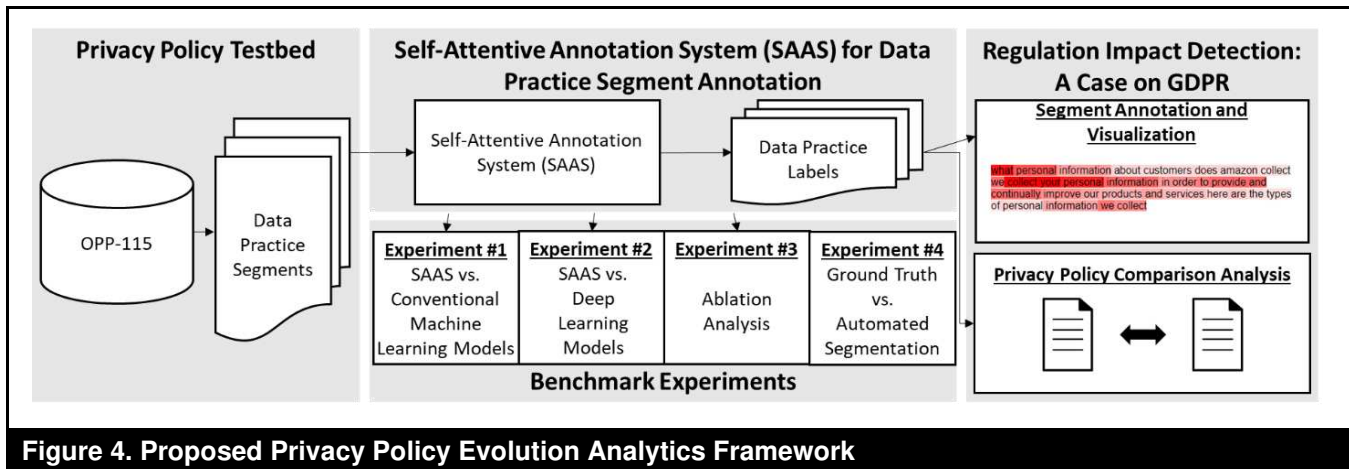 Privacy Policy Testbed
OPP-115
Data
Practice
Segments
Self-Attentive Annotation System (SAAS) for Data
Practice Segment Annotation
Self-Attentive Annotation
System (SAAS)
Data Practice
Labels
Experiment #1
SAAS vs.
Conventional
Machine
Learning Models
Experiment #2
SAAS vs.
Deep
Learning
Models
Experiment #3
Ablation
Analysis
Experiment #4
Ground Truth
vs.
Automated
Segmentation
Benchmark Experiments
Regulation Impact Detection:
A Case on GDPR
Segment Annotation and
Visualization
what personal information about customers does amazon collect
we collect your personal information in order to provide and
continually improve our products and services here are the types
of personal information we collect
Privacy Policy Comparison Analysis
Figure 4. Proposed Privacy Policy Evolution Analytics Framework